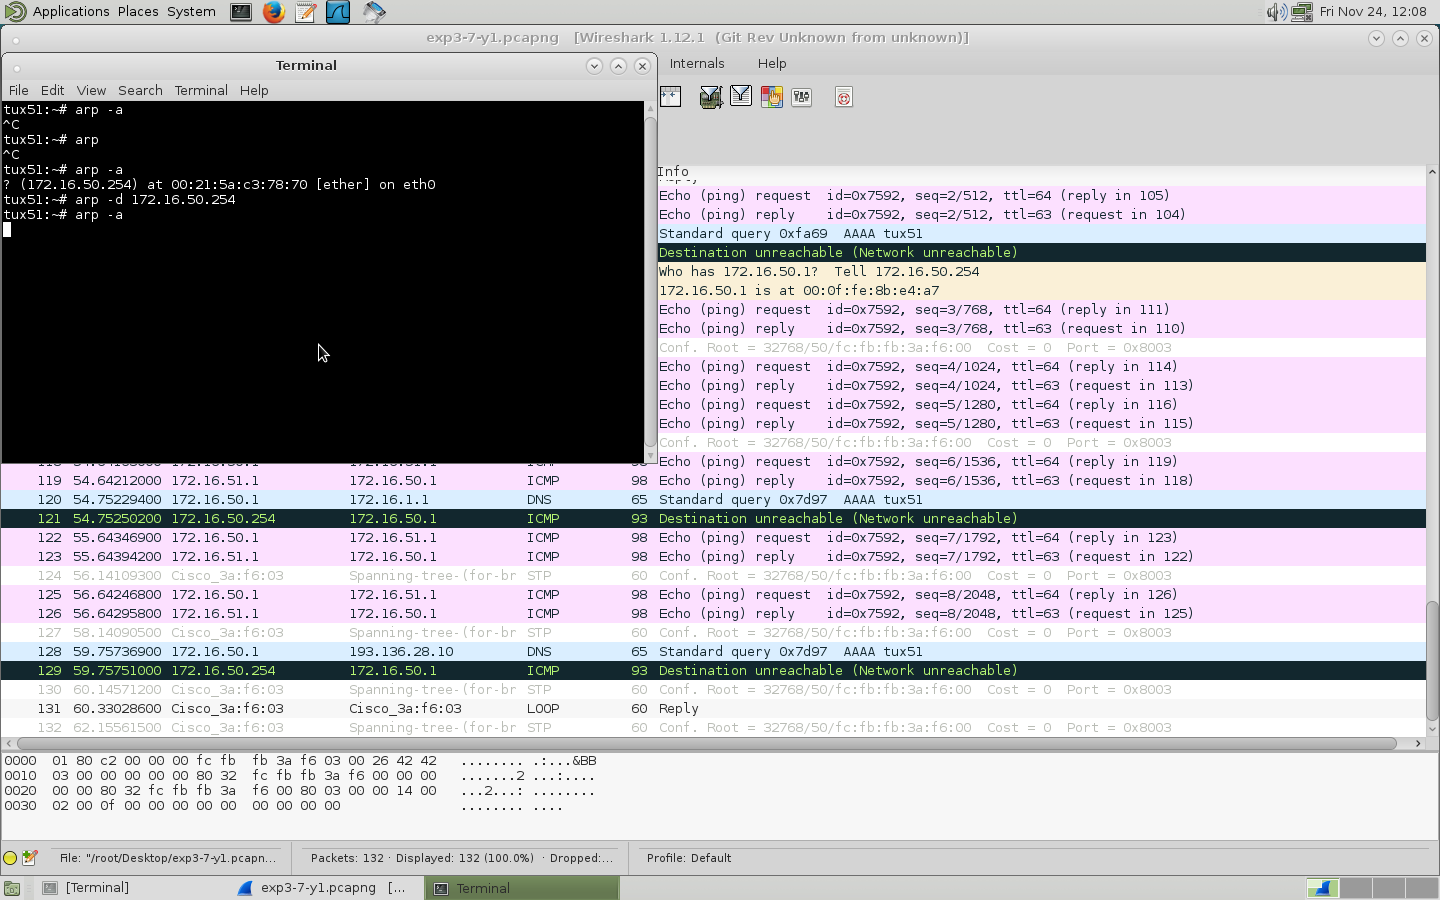 Applications Places System Fri Nov 24, 12:08
exp3-7-y1.pcapng [Wireshark 1.12.1 (Git Rev Unknown from unknown)]
Terminal
Internals Help
File Edit View Search Terminal Help
tux51:~# arp -a
^C
tux51:~# arp
^C
tux51:~# arp -a
? (172.16.50.254) at 00:21:5a:c3:78:70 [ether] on eth0
tux51:~# arp -d 172.16.50.254
tux51:~# arp -a
Info
Reply
Echo (ping) request id=0x7592, seq=2/512, ttl=64 (reply in 105)
Echo (ping) reply id=0x7592, seq=2/512, ttl=63 (request in 104)
Standard query 0xfa69 AAAA tux51
Destination unreachable (Network unreachable)
Who has 172.16.50.1? Tell 172.16.50.254
172.16.50.1 is at 00:0f:fe:8b:e4:a7
Echo (ping) request id=0x7592, seq=3/768, ttl=64 (reply in 111)
Echo (ping) reply id=0x7592, seq=3/768, ttl=63 (request in 110)
Conf. Root = 32768/50/fc:fb:fb:3a:f6:00 Cost = 0 Port = 0x8003
Echo (ping) request id=0x7592, seq=4/1024, ttl=64 (reply in 114)
Echo (ping) reply id=0x7592, seq=4/1024, ttl=63 (request in 113)
Echo (ping) request id=0x7592, seq=5/1280, ttl=64 (reply in 116)
Echo (ping) reply id=0x7592, seq=5/1280, ttl=63 (request in 115)
Conf. Root = 32768/50/fc:fb:fb:3a:f6:00 Cost = 0 Port = 0x8003
Echo (ping) request id=0x7592, seq=6/1536, ttl=64 (reply in 119)
119 54.64212000 172.16.51.1 172.16.50.1 ICMP 98 Echo (ping) reply id=0x7592, seq=6/1536, ttl=63 (request in 118)
120 54.75229400 172.16.50.1 172.16.1.1 DNS 65 Standard query 0x7d97 AAAA tux51
121 54.75250200 172.16.50.254 172.16.50.1 ICMP 93 Destination unreachable (Network unreachable)
122 55.64346900 172.16.50.1 172.16.51.1 ICMP 98 Echo (ping) request id=0x7592, seq=7/1792, ttl=64 (reply in 123)
123 55.64394200 172.16.51.1 172.16.50.1 ICMP 98 Echo (ping) reply id=0x7592, seq=7/1792, ttl=63 (request in 122)
124 56.14109300 Cisco_3a:f6:03 Spanning-tree-(for-br STP 60 Conf. Root = 32768/50/fc:fb:fb:3a:f6:00 Cost = 0 Port = 0x8003
125 56.64246800 172.16.50.1 172.16.51.1 ICMP 98 Echo (ping) request id=0x7592, seq=8/2048, ttl=64 (reply in 126)
126 56.64295800 172.16.51.1 172.16.50.1 ICMP 98 Echo (ping) reply id=0x7592, seq=8/2048, ttl=63 (request in 125)
127 58.14090500 Cisco_3a:f6:03 Spanning-tree-(for-br STP 60 Conf. Root = 32768/50/fc:fb:fb:3a:f6:00 Cost = 0 Port = 0x8003
128 59.75736900 172.16.50.1 193.136.28.10 DNS 65 Standard query 0x7d97 AAAA tux51
129 59.75751000 172.16.50.254 172.16.50.1 ICMP 93 Destination unreachable (Network unreachable)
130 60.14571200 Cisco_3a:f6:03 Spanning-tree-(for-br STP 60 Conf. Root = 32768/50/fc:fb:fb:3a:f6:00 Cost = 0 Port = 0x8003
131 60.33028600 Cisco_3a:f6:03 Cisco_3a:f6:03 LOOP 60 Reply
132 62.15561500 Cisco_3a:f6:03 Spanning-tree-(for-br STP 60 Conf. Root = 32768/50/fc:fb:fb:3a:f6:00 Cost = 0 Port = 0x8003
0000 01 80 c2 00 00 00 fc fb fb 3a f6 03 00 26 42 42 ........ .:...&BB
0010 03 00 00 00 00 00 80 32 fc fb fb 3a f6 00 00 00 .......2 ...:....
0020 00 00 80 32 fc fb fb 3a f6 00 80 03 00 00 14 00 ...2...: ........
0030 02 00 0f 00 00 00 00 00 00 00 00 00 ........ ....
File: "/root/Desktop/exp3-7-y1.pcapn... Packets: 132 · Displayed: 132 (100.0%) · Dropped:... Profile: Default
[Terminal] exp3-7-y1.pcapng [... Terminal